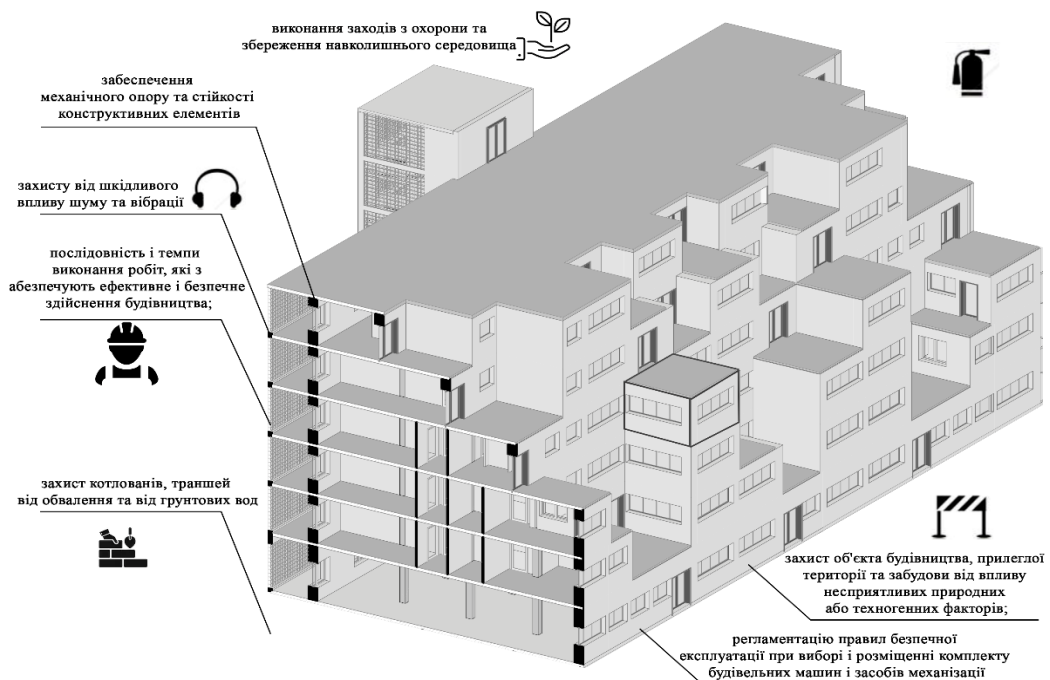 виконання заходів з охорони та
збереження навколишнього середовища
забеспечення
механічного опору та стійкості
конструктивних елементів
захисту від шкідливого
впливу шуму та вібрації
послідовність і темпи
виконання робіт, які з
абезпечують ефективне і безпечне
здійснення будівництва;
захист котлованів, траншей
від обвалення та від грунтових вод
захист об'єкта будівництва, прилеглої
території та забудови від впливу
несприятливих природних
або техногенних факторів;
регламентацію правил безпечної
експлуатації при виборі і розміщенні комплекту
будівельних машин і засобів механізації